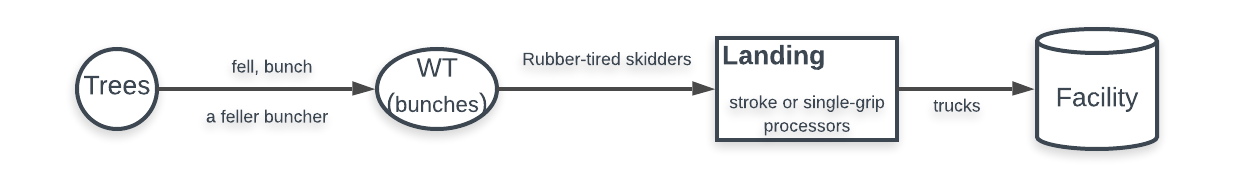 Trees
fell, bunch
a feller buncher
WT
(bunches)
Rubber-tired skidders
Landing
stroke or single-grip
processors
trucks
Facility